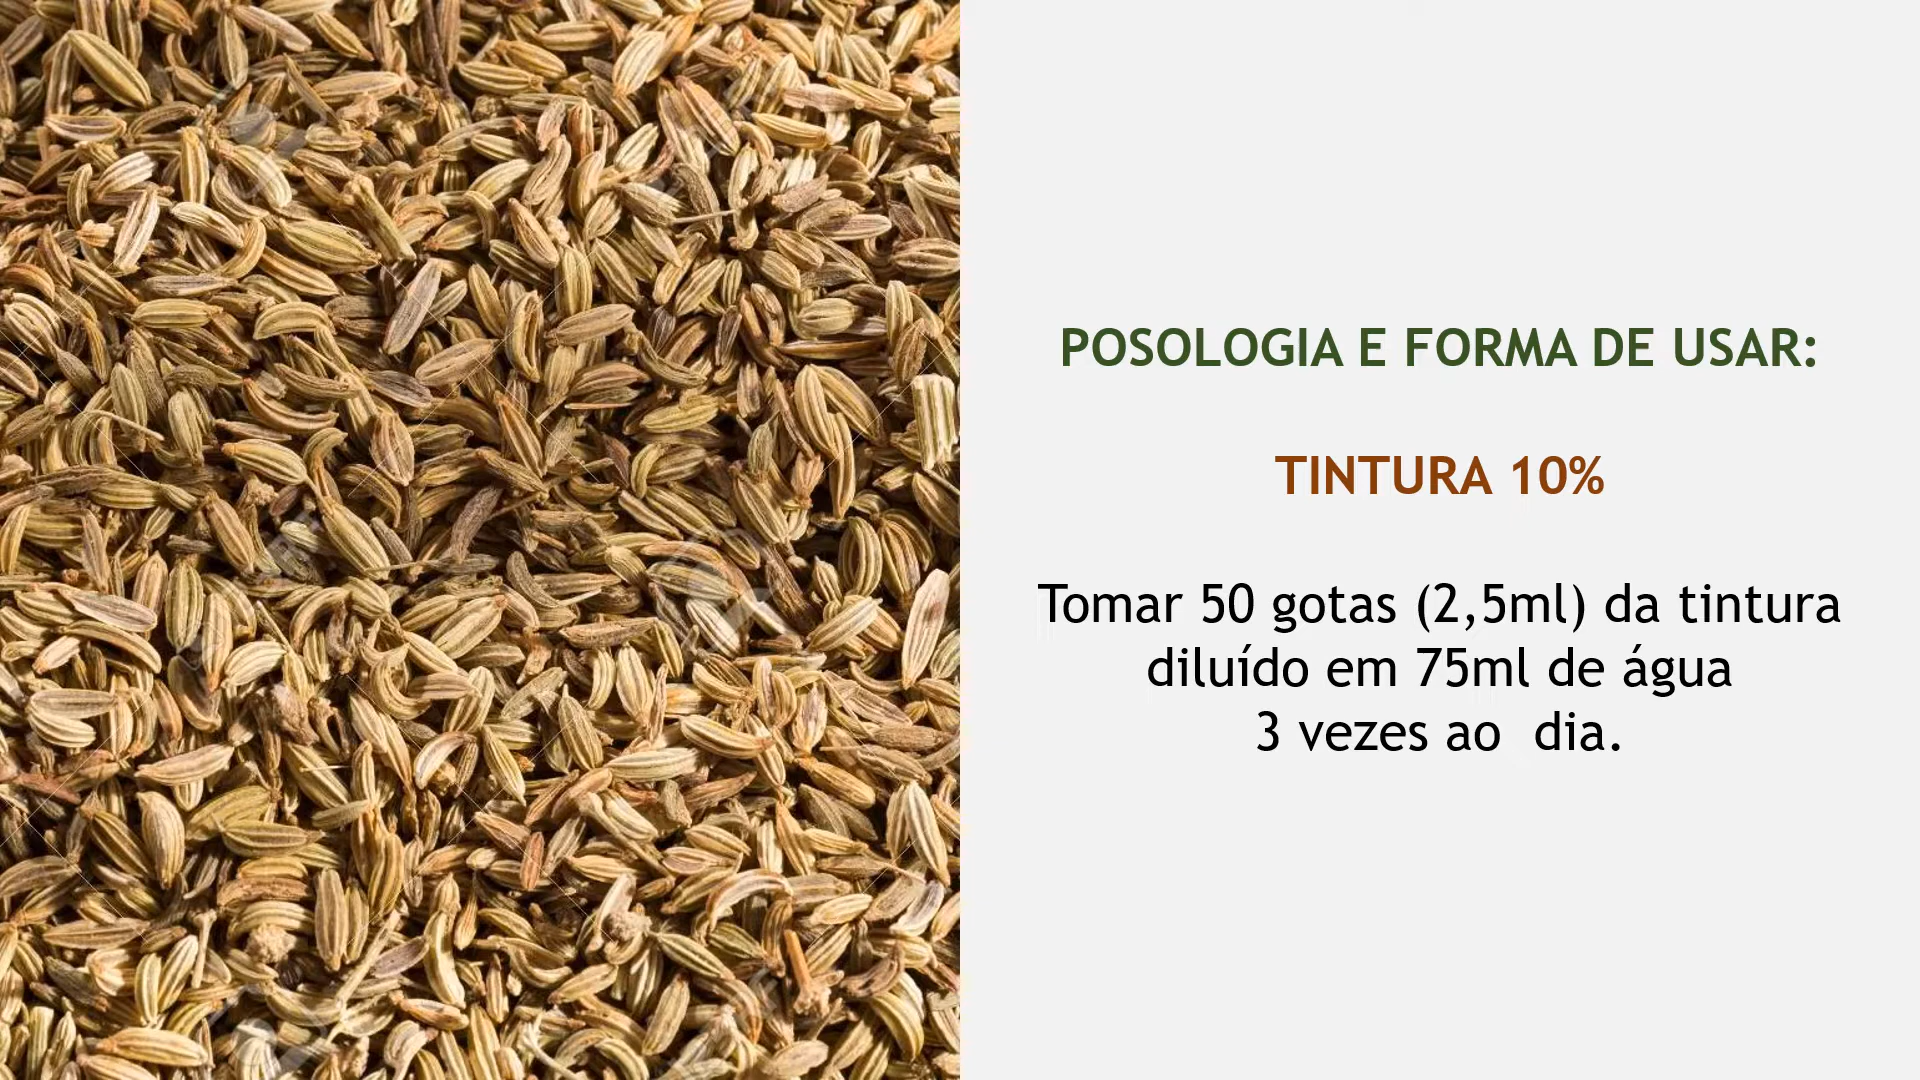 POSOLOGIA E FORMA DE USAR:
TINTURA 10%
Tomar 50 gotas (2,5ml) da tintura
diluído em 75ml de água
3 vezes ao  dia.